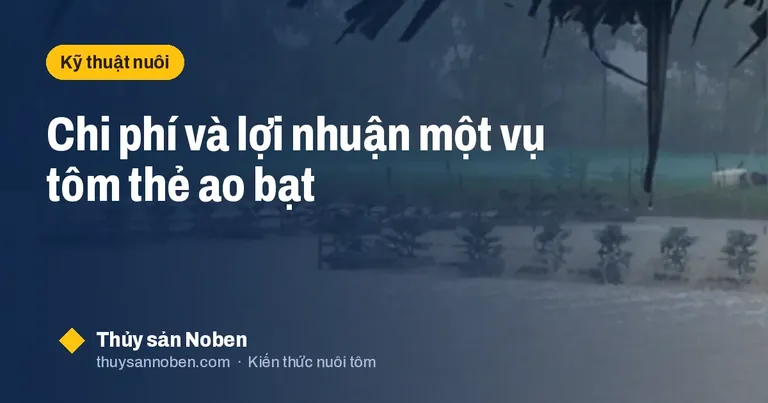 Kỹ thuật nuôi
Chi phí và lợi nhuận một vụ
tôm thẻ ao bạt
Thủy sản Noben
thuysannoben.com · Kiến thức nuôi tôm